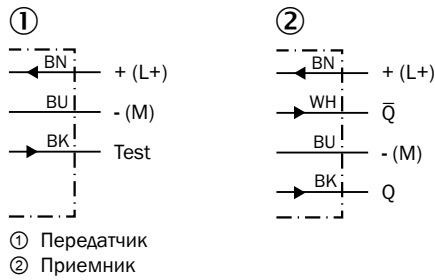 ① ②
BN + (L+)
BU - (M)
BK Test
BN + (L+)
WH Q̅
BU - (M)
BK Q
① Передатчик
② Приемник